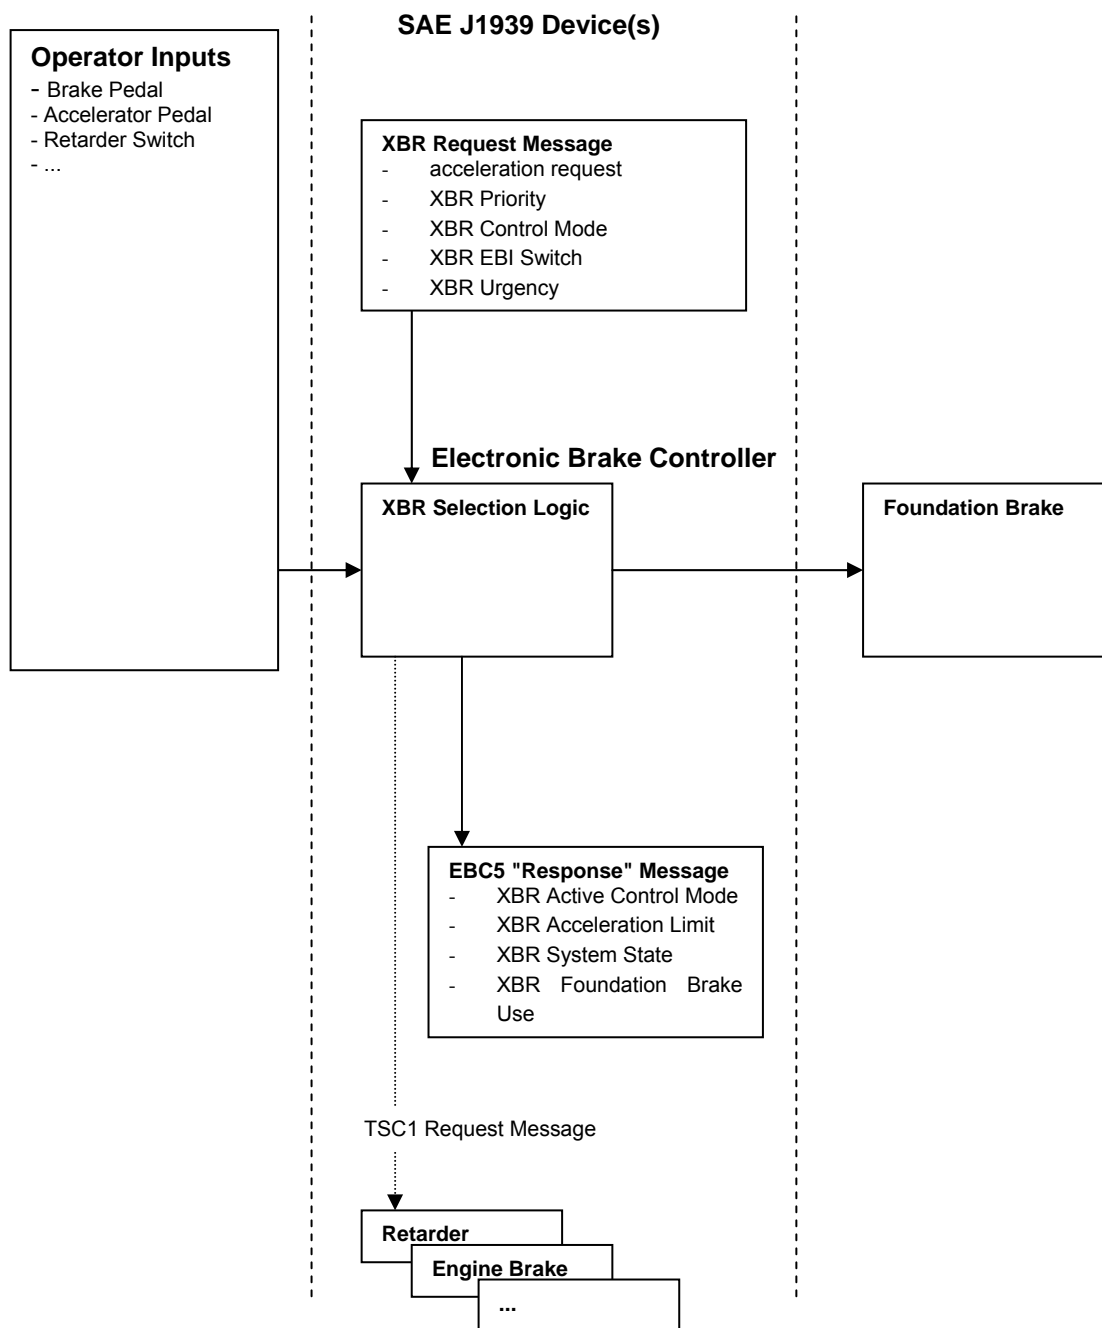 SAE J1939 Device(s)
Operator Inputs
- Brake Pedal
- Accelerator Pedal
- Retarder Switch
- ...
XBR Request Message
- acceleration request
- XBR Priority
- XBR Control Mode
- XBR EBI Switch
- XBR Urgency
Electronic Brake Controller
XBR Selection Logic
Foundation Brake
EBC5 "Response" Message
- XBR Active Control Mode
- XBR Acceleration Limit
- XBR System State
- XBR Foundation Brake
Use
TSC1 Request Message
Retarder
Engine Brake
...